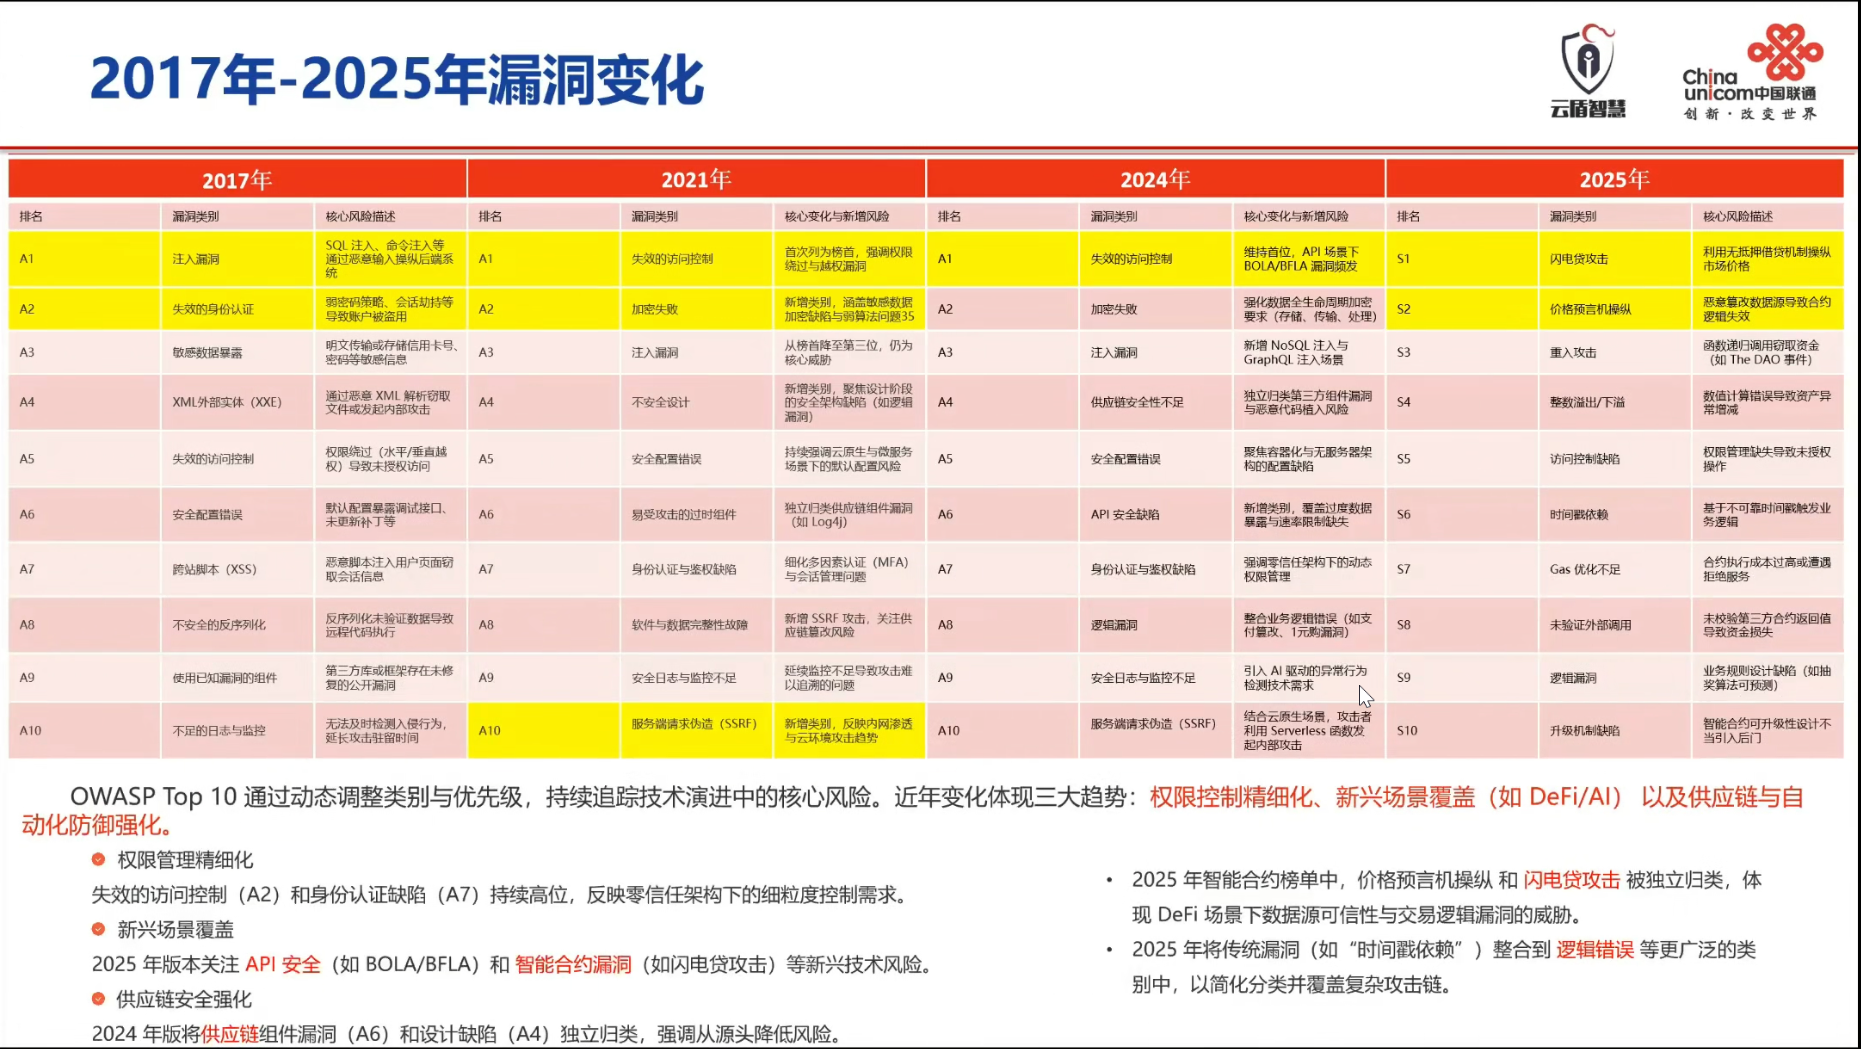 2017年-2025年漏洞变化
云盾智慧
China
unicom中国联通
创新·改变世界
2017年 2021年 2024年 2025年
排名 漏洞类别 核心风险描述 排名 漏洞类别 核心变化与新增风险 排名 漏洞类别 核心变化与新增风险 排名 漏洞类别 核心风险描述
A1 注入漏洞 SQL 注入、命令注入等通过恶意输入操纵后端系统 A1 失效的访问控制 首次列为榜首，强调权限绕过与越权漏洞 A1 失效的访问控制 维持首位，API 场景下 BOLA/BFLA 漏洞频发 S1 闪电贷攻击 利用无抵押借贷机制操纵市场价格
A2 失效的身份认证 弱密码策略、会话劫持等导致账户被盗用 A2 加密失败 新增类别，涵盖敏感数据加密缺陷与弱算法问题35 A2 加密失败 强化数据全生命周期加密要求（存储、传输、处理） S2 价格预言机操纵 恶意篡改数据源导致合约逻辑失效
A3 敏感数据暴露 明文传输或存储信用卡号、密码等敏感信息 A3 注入漏洞 从榜首降至第三位，仍为核心威胁 A3 注入漏洞 新增 NoSQL 注入与 GraphQL 注入场景 S3 重入攻击 函数递归调用窃取资金（如 The DAO 事件）
A4 XML外部实体（XXE） 通过恶意 XML 解析窃取文件或发起内部攻击 A4 不安全设计 新增类别，聚焦设计阶段的安全架构缺陷（如逻辑漏洞） A4 供应链安全性不足 独立归类第三方组件漏洞与恶意代码植入风险 S4 整数溢出/下溢 数值计算错误导致资产异常增减
A5 失效的访问控制 权限绕过（水平/垂直越权）导致未授权访问 A5 安全配置错误 持续强调云原生与微服务场景下的默认配置风险 A5 安全配置错误 聚焦容器化与无服务器架构的配置缺陷 S5 访问控制缺陷 权限管理缺失导致未授权操作
A6 安全配置错误 默认配置暴露调试接口、未更新补丁等 A6 易受攻击的过时组件 独立归类供应链组件漏洞（如 Log4j） A6 API 安全缺陷 新增类别，覆盖过度数据暴露与速率限制缺失 S6 时间戳依赖 基于不可靠时间戳触发业务逻辑
A7 跨站脚本（XSS） 恶意脚本注入用户页面窃取会话信息 A7 身份认证与鉴权缺陷 细化多因素认证（MFA）与会话管理问题 A7 身份认证与鉴权缺陷 强调零信任架构下的动态权限管理 S7 Gas 优化不足 合约执行成本过高或遭遇拒绝服务
A8 不安全的反序列化 反序列化未验证数据导致远程代码执行 A8 软件与数据完整性故障 新增 SSRF 攻击，关注供应链篡改风险 A8 逻辑漏洞 整合业务逻辑错误（如支付篡改、1元购漏洞） S8 未验证外部调用 未校验第三方合约返回值导致资金损失
A9 使用已知漏洞的组件 第三方库或框架存在未修复的公开漏洞 A9 安全日志与监控不足 延续监控不足导致攻击难以追溯的问题 A9 安全日志与监控不足 引入 AI 驱动的异常行为检测技术需求 S9 逻辑漏洞 业务规则设计缺陷（如抽奖算法可预测）
A10 不足的日志与监控 无法及时检测入侵行为，延长攻击驻留时间 A10 服务端请求伪造（SSRF） 新增类别，反映内网渗透与云环境攻击趋势 A10 服务端请求伪造（SSRF） 结合云原生场景，攻击者利用 Serverless 函数发起内部攻击 S10 升级机制缺陷 智能合约可升级性设计不当引入后门
OWASP Top 10 通过动态调整类别与优先级，持续追踪技术演进中的核心风险。近年变化体现三大趋势：权限控制精细化、新兴场景覆盖（如 DeFi/AI） 以及供应链与自
动化防御强化。
权限管理精细化
失效的访问控制（A2）和身份认证缺陷（A7）持续高位，反映零信任架构下的细粒度控制需求。
新兴场景覆盖
2025 年版本关注 API 安全（如 BOLA/BFLA）和 智能合约漏洞（如闪电贷攻击）等新兴技术风险。
供应链安全强化
2024 年版将供应链组件漏洞（A6）和设计缺陷（A4）独立归类，强调从源头降低风险。
• 2025 年智能合约榜单中，价格预言机操纵 和 闪电贷攻击 被独立归类，体
现 DeFi 场景下数据源可信性与交易逻辑漏洞的威胁。
• 2025 年将传统漏洞（如“时间戳依赖” ）整合到 逻辑错误 等更广泛的类
别中，以简化分类并覆盖复杂攻击链。